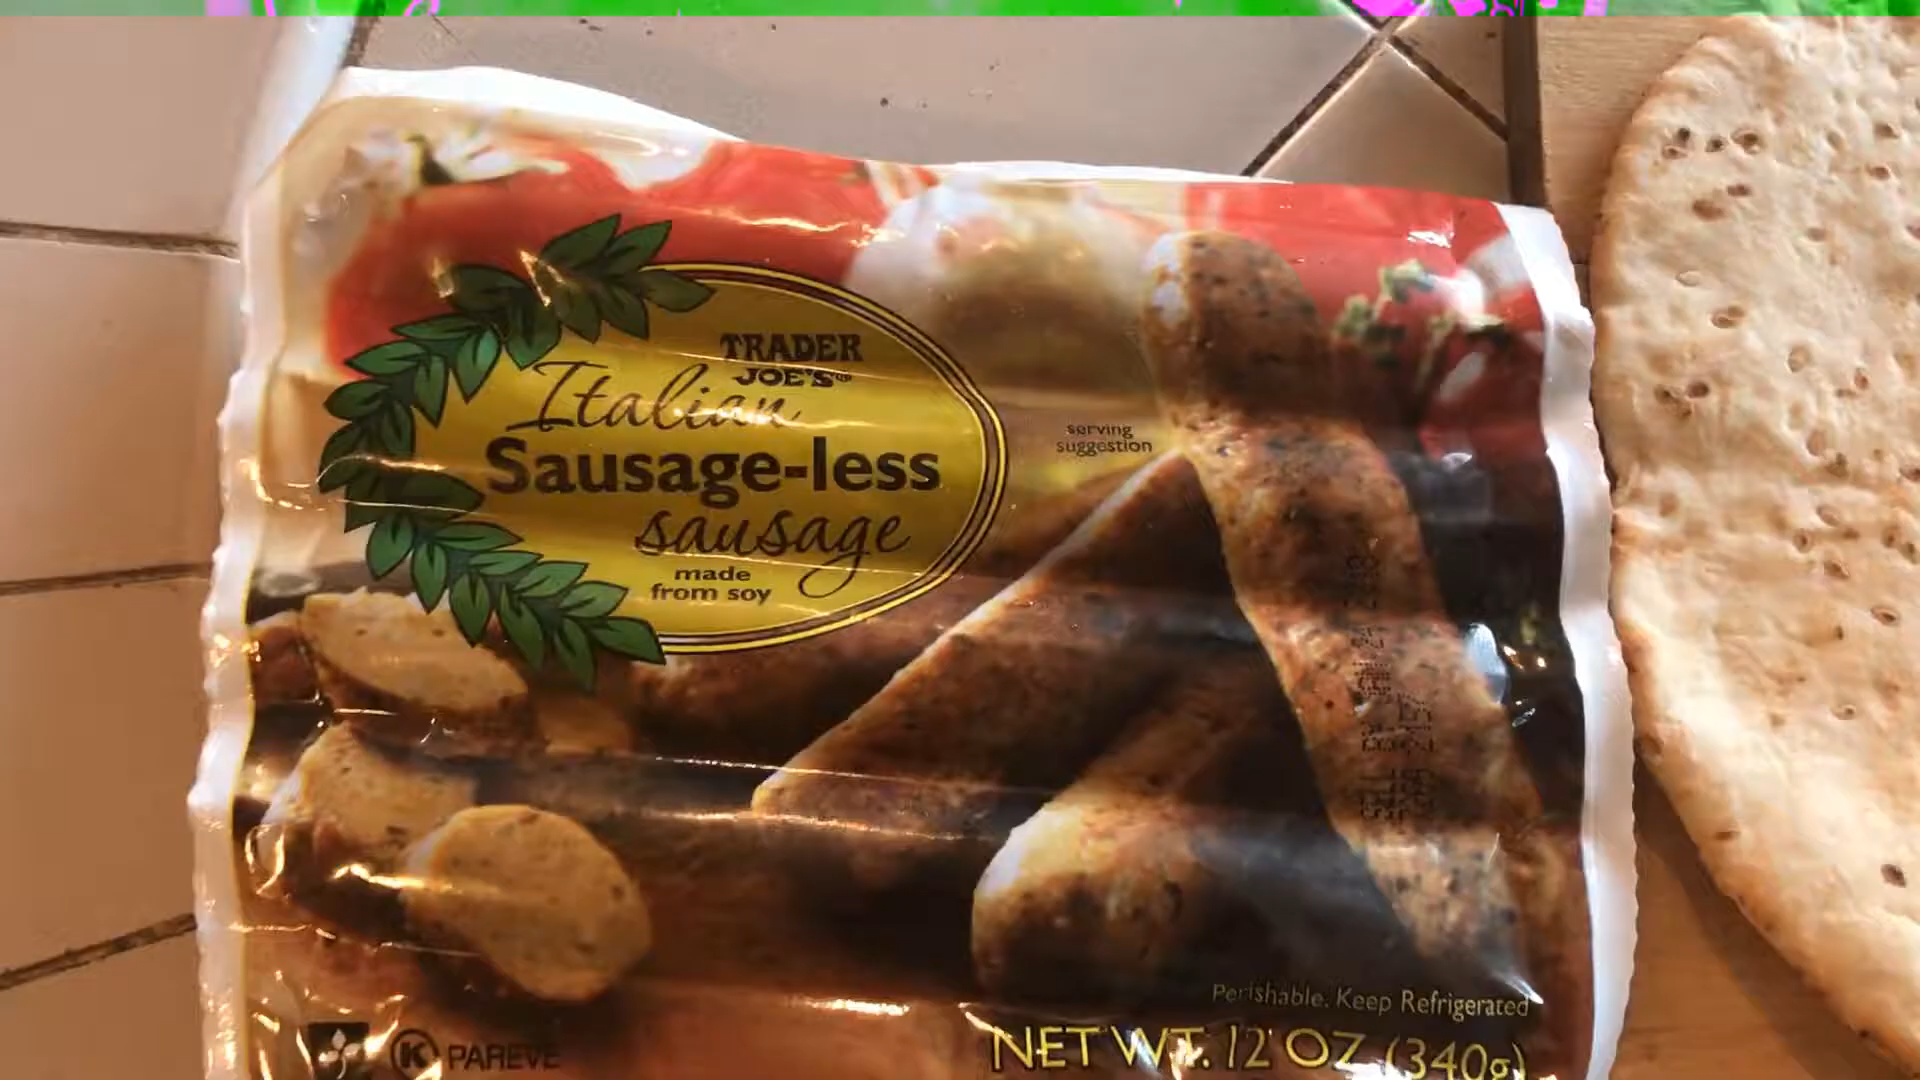 TRADER
JOE'S
Italian
Sausage-less
sausage
made
from soy
serving
suggestion
Perishable. Keep Refrigerated
NET WT. 12 OZ (340g)
K PAREVE